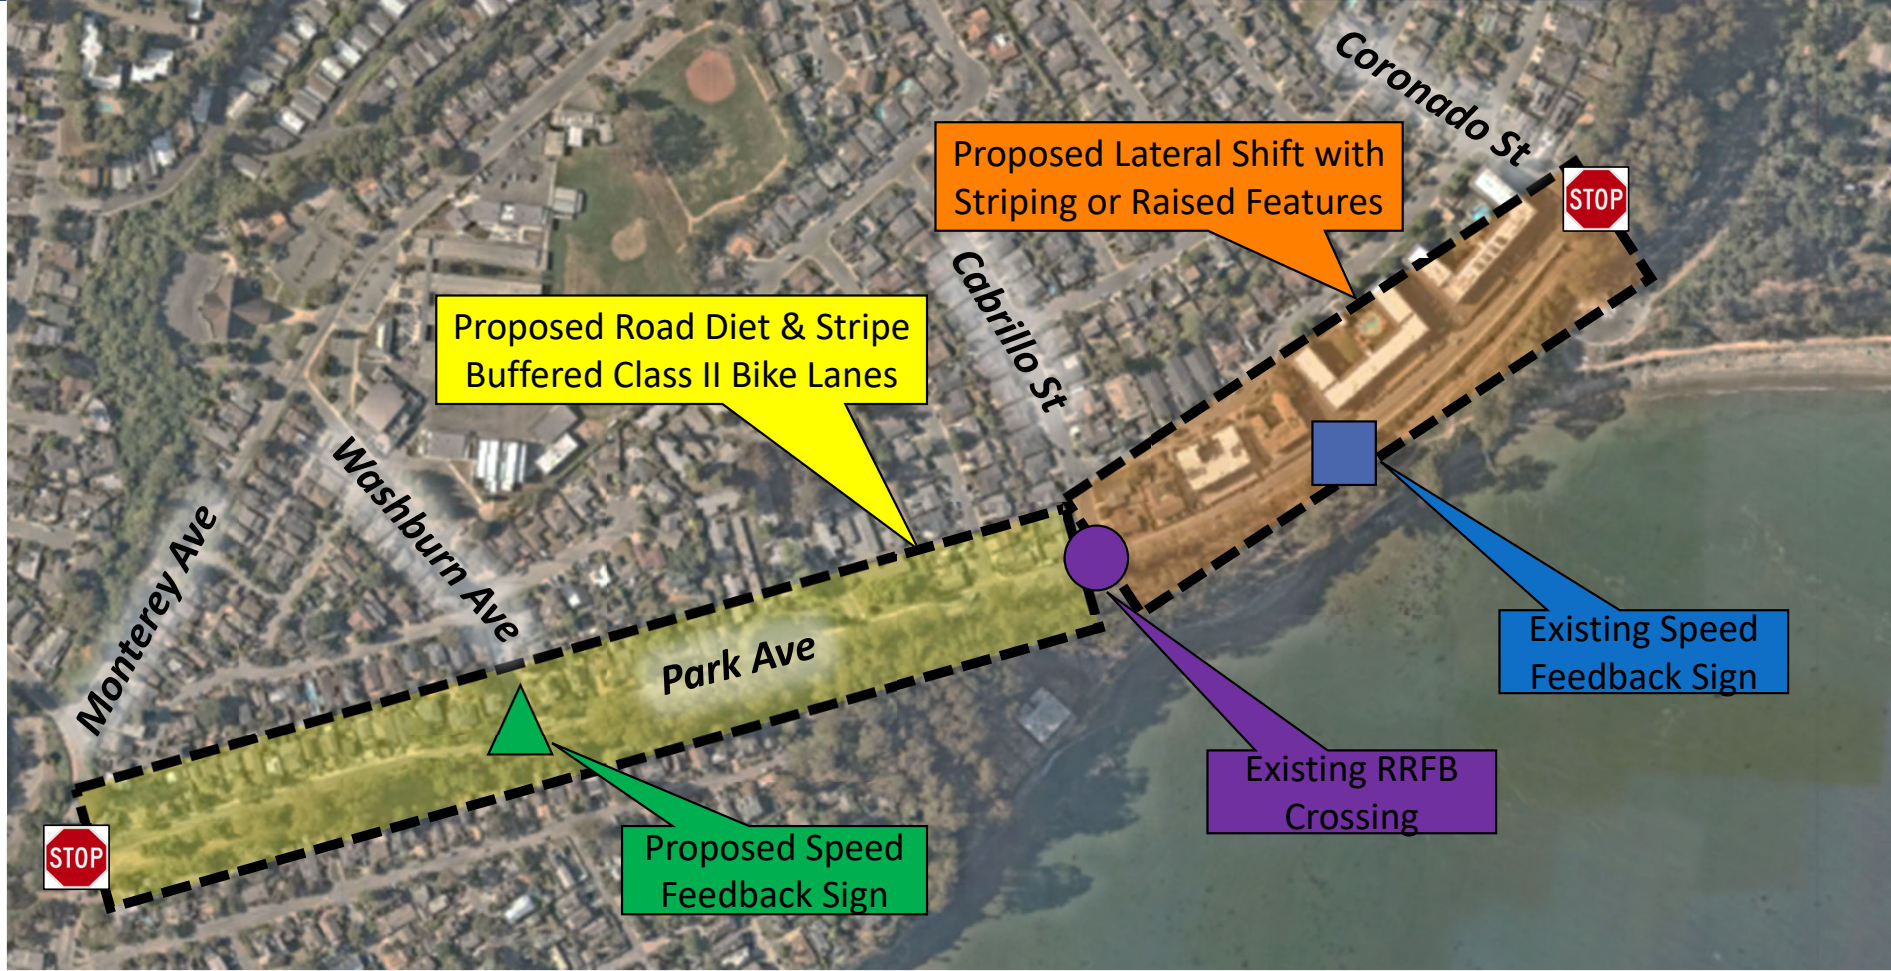 Coronado St
Proposed Lateral Shift with
Striping or Raised Features
STOP
Cabrillo St
Proposed Road Diet & Stripe
Buffered Class II Bike Lanes
Washburn Ave
Monterey Ave
Park Ave
Existing Speed
Feedback Sign
Existing RRFB
Crossing
STOP
Proposed Speed
Feedback Sign